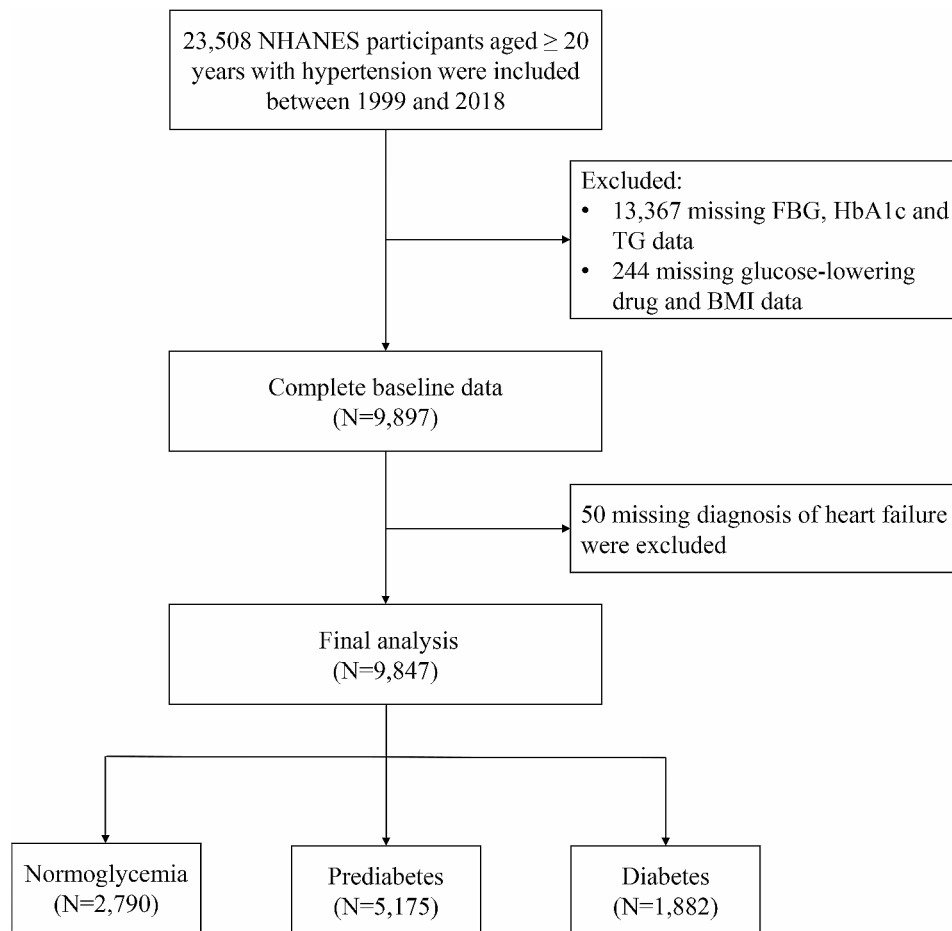 23,508 NHANES participants aged ≥ 20
years with hypertension were included
between 1999 and 2018
Excluded:
• 13,367 missing FBG, HbA1c and
TG data
• 244 missing glucose-lowering
drug and BMI data
Complete baseline data
(N=9,897)
50 missing diagnosis of heart failure
were excluded
Final analysis
(N=9,847)
Normoglycemia
(N=2,790)
Prediabetes
(N=5,175)
Diabetes
(N=1,882)